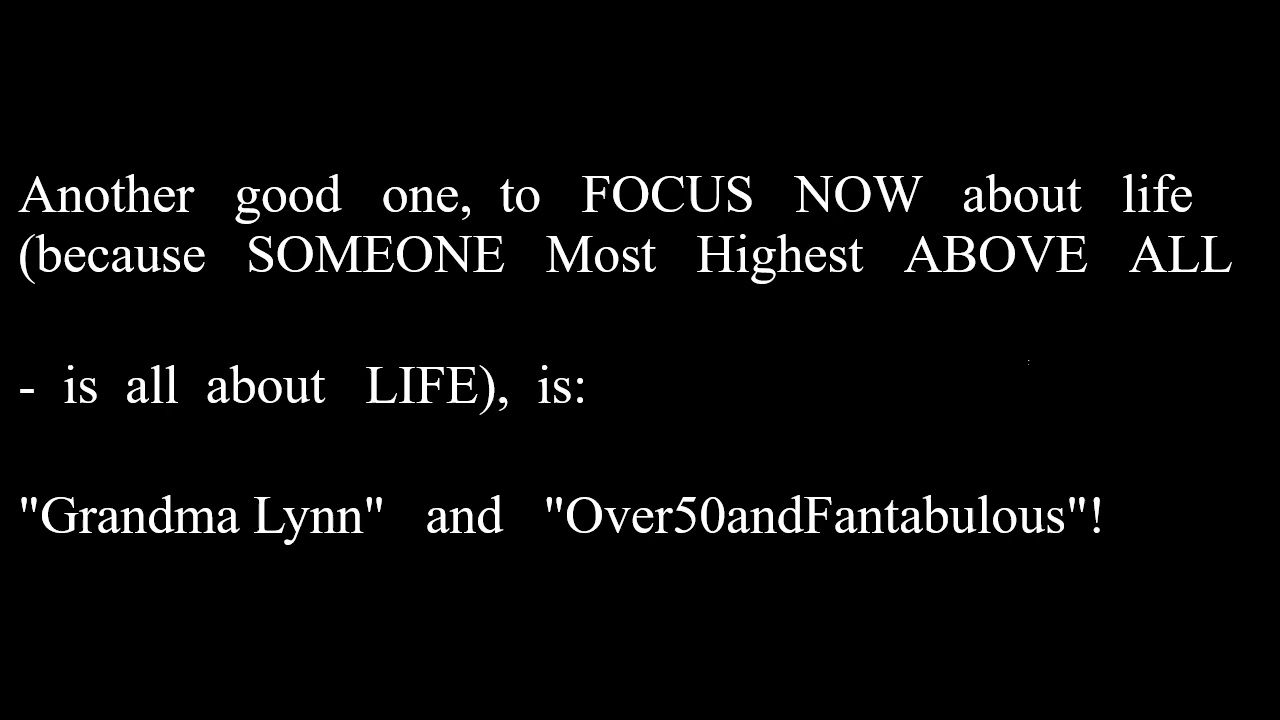 Another good one, to FOCUS NOW about life
(because SOMEONE Most Highest ABOVE ALL
- is all about LIFE), is:
"Grandma Lynn" and "Over50andFantabulous"!